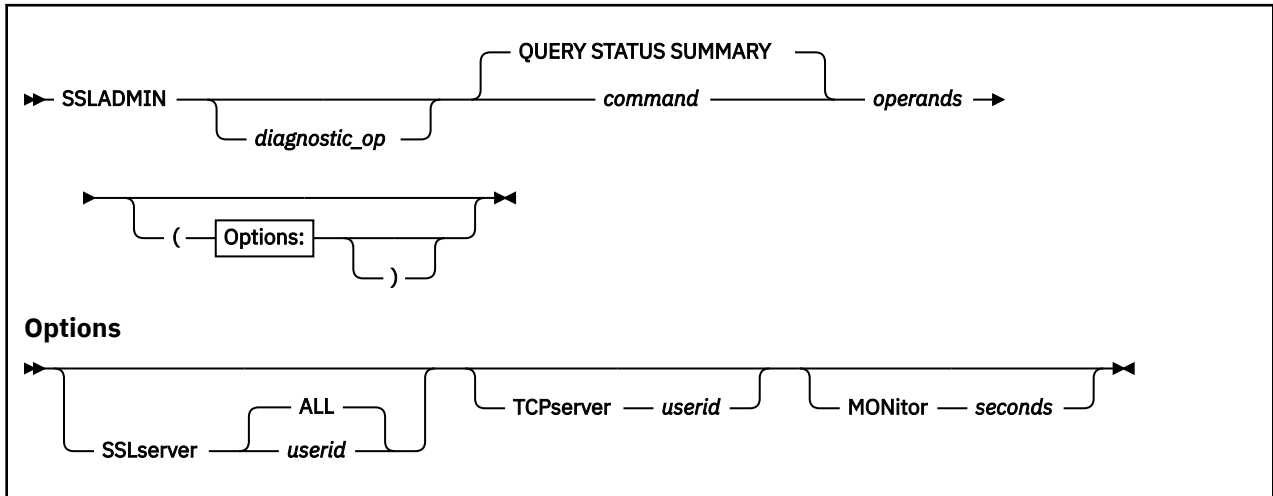 QUERY STATUS SUMMARY
SSLADMIN command operands
diagnostic_op
( Options:
)
Options
ALL TCPserver userid MONitor seconds
SSLserver userid